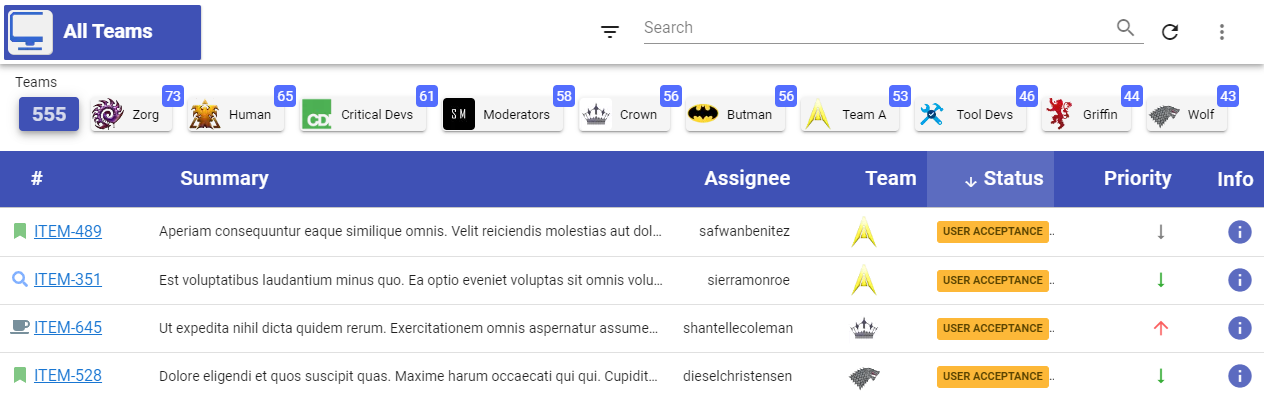 All Teams
Search
Teams
555
Zorg 73
Human 65
CD Critical Devs 61
SM Moderators 58
Crown 56
Butman 56
Team A 53
Tool Devs 46
Griffin 44
Wolf 43
# Summary Assignee Team Status Priority Info
ITEM-489 Aperiam consequuntur eaque similique omnis. Velit reiciendis molestias aut dol... safwanbenitez USER ACCEPTANCE ..
ITEM-351 Est voluptatibus laudantium minus quo. Ea optio eveniet voluptas sit omnis volu... sierramonroe USER ACCEPTANCE ..
ITEM-645 Ut expedita nihil dicta quidem rerum. Exercitationem omnis aspernatur assume... shantellecoleman USER ACCEPTANCE ..
ITEM-528 Dolore eligendi et quos suscipit quas. Maxime harum occaecati qui qui. Cupidit... dieselchristensen USER ACCEPTANCE ..